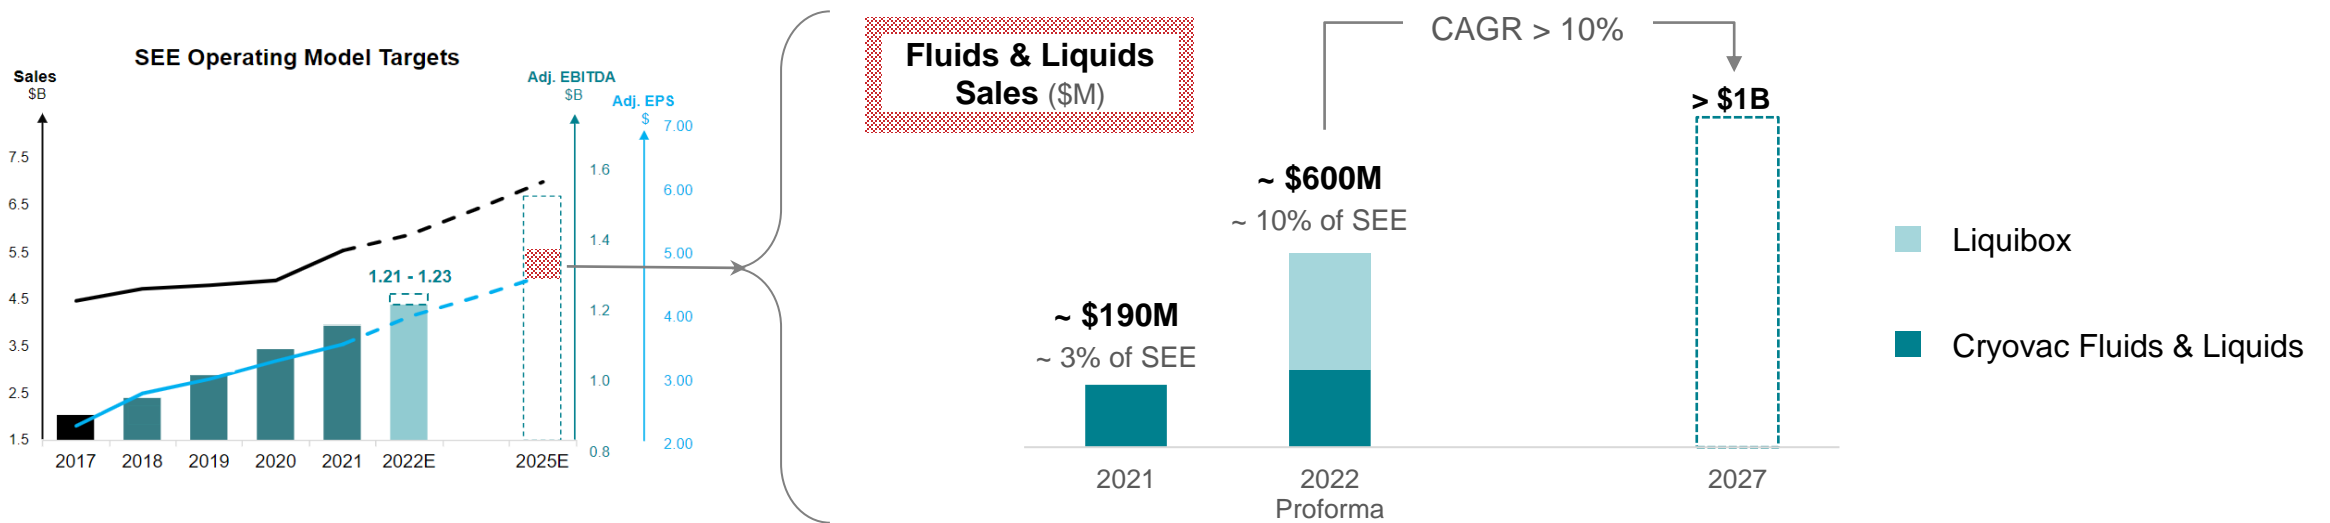 SEE Operating Model Targets
Sales
$B
Adj. EBITDA
$B
Adj. EPS
$
7.5
6.5
5.5
4.5
3.5
2.5
1.5
1.6
1.4
1.2
1.0
0.8
7.00
6.00
5.00
4.00
3.00
2.00
1.21 - 1.23
2017 2018 2019 2020 2021 2022E 2025E
Fluids & Liquids
Sales ($M)
CAGR > 10%
> $1B
~ $600M
~ 10% of SEE
~ $190M
~ 3% of SEE
2021 2022 2027
Proforma
Liquibox
Cryovac Fluids & Liquids